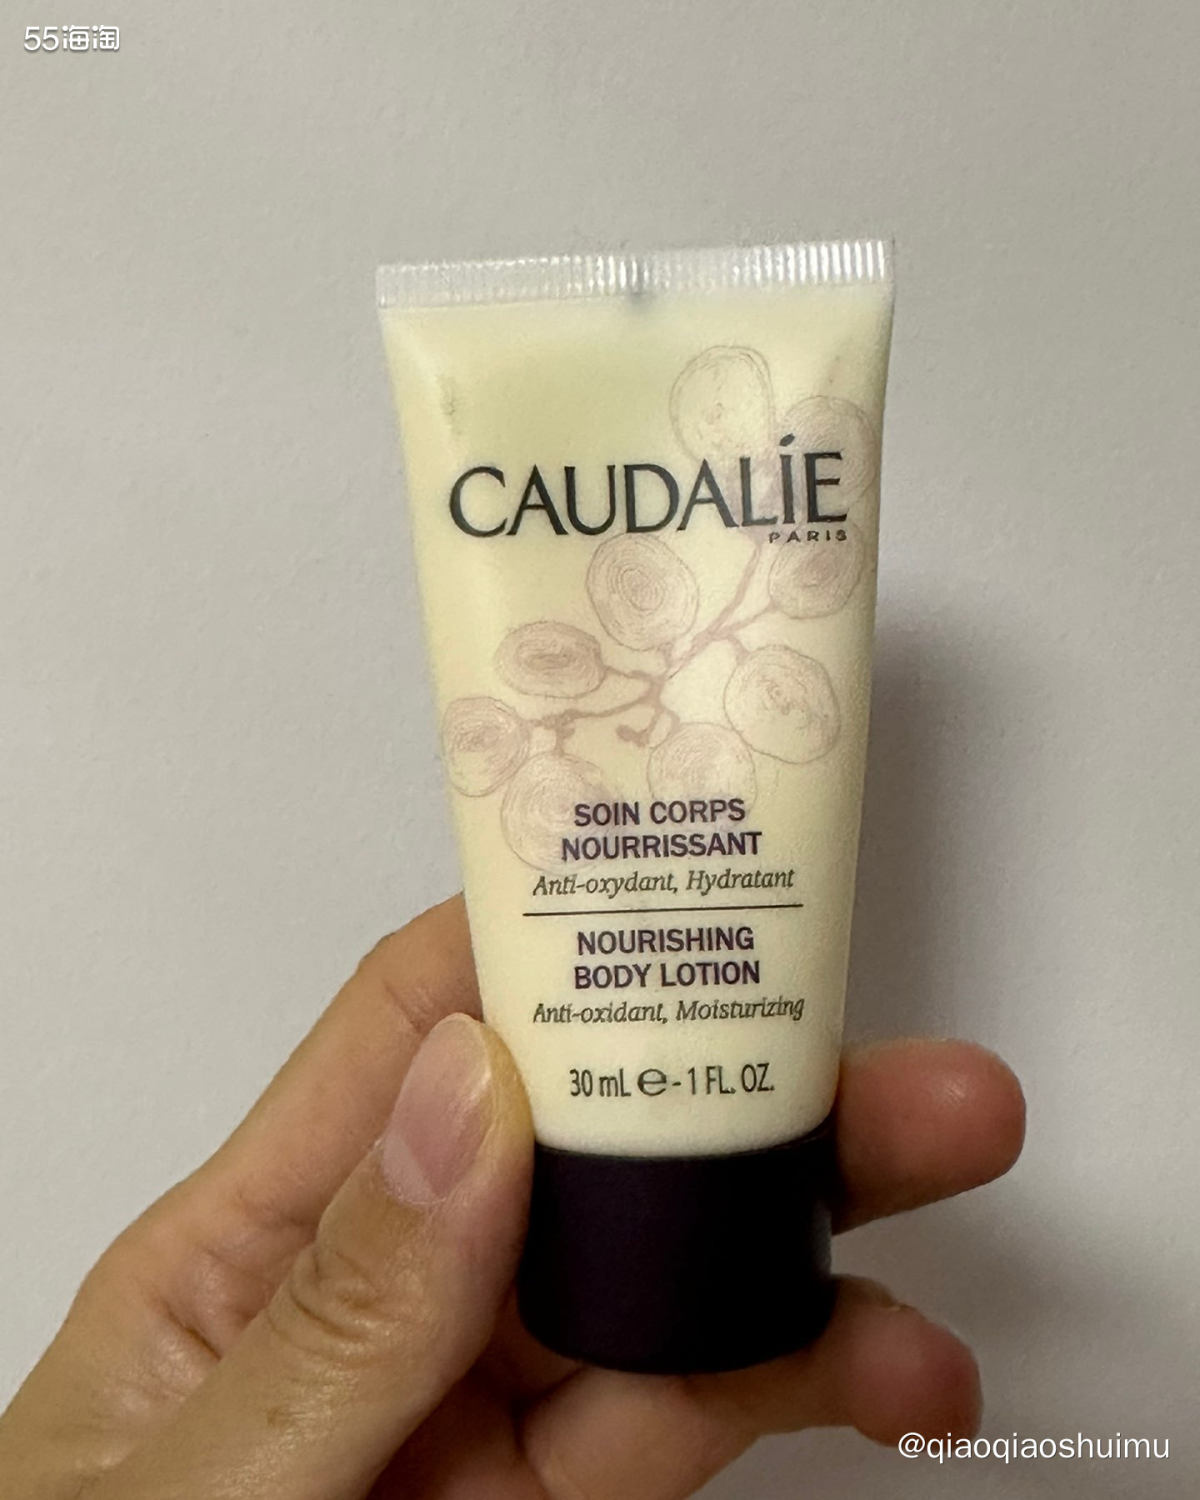 55海淘
CAUDALÍE
PARIS
SOIN CORPS
NOURRISSANT
Anti-oxydant, Hydratant
NOURISHING
BODY LOTION
Anti-oxidant, Moisturizing
30 mL ℮ - 1 FL. OZ.
@qiaoqiaoshuimu